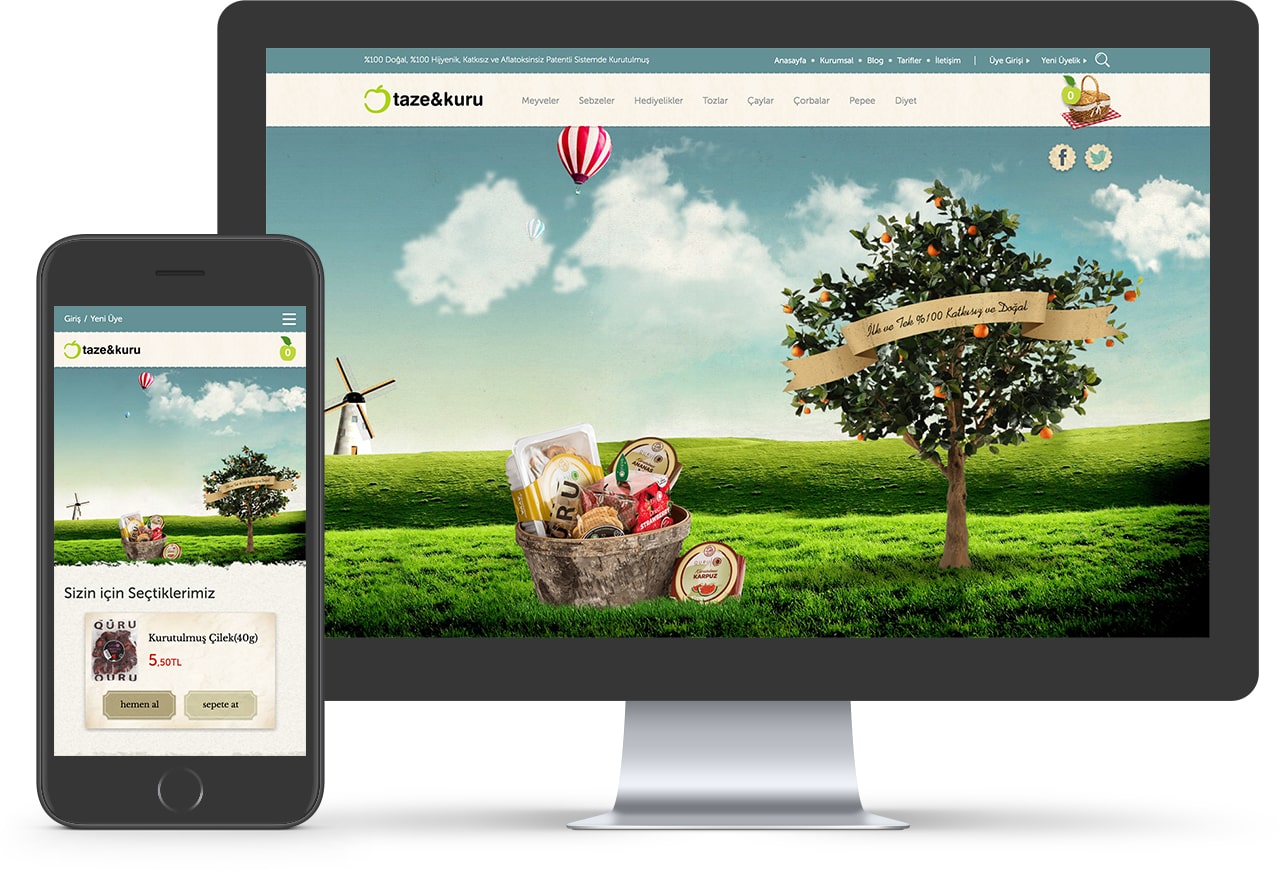 %100 Doğal, %100 Hijyenik, Katkısız ve Aflatoksinsiz Patentli Sistemde Kurutulmuş
Anasayfa • Kurumsal • Blog • Tarifler • İletişim | Üye Girişi Yeni Üyelik
taze&kuru
Meyveler Sebzeler Hediyelikler Tozlar Çaylar Çorbalar Pepee Diyet
0
İlk ve Tek %100 Katkısız ve Doğal
ANANAS
STRAWBERRY
KARPUZ
Giriş / Yeni Üye
taze&kuru
0
Sizin için Seçtiklerimiz
QÜRU
Kurutulmuş Çilek(40g)
5,50TL
hemen al
sepete at